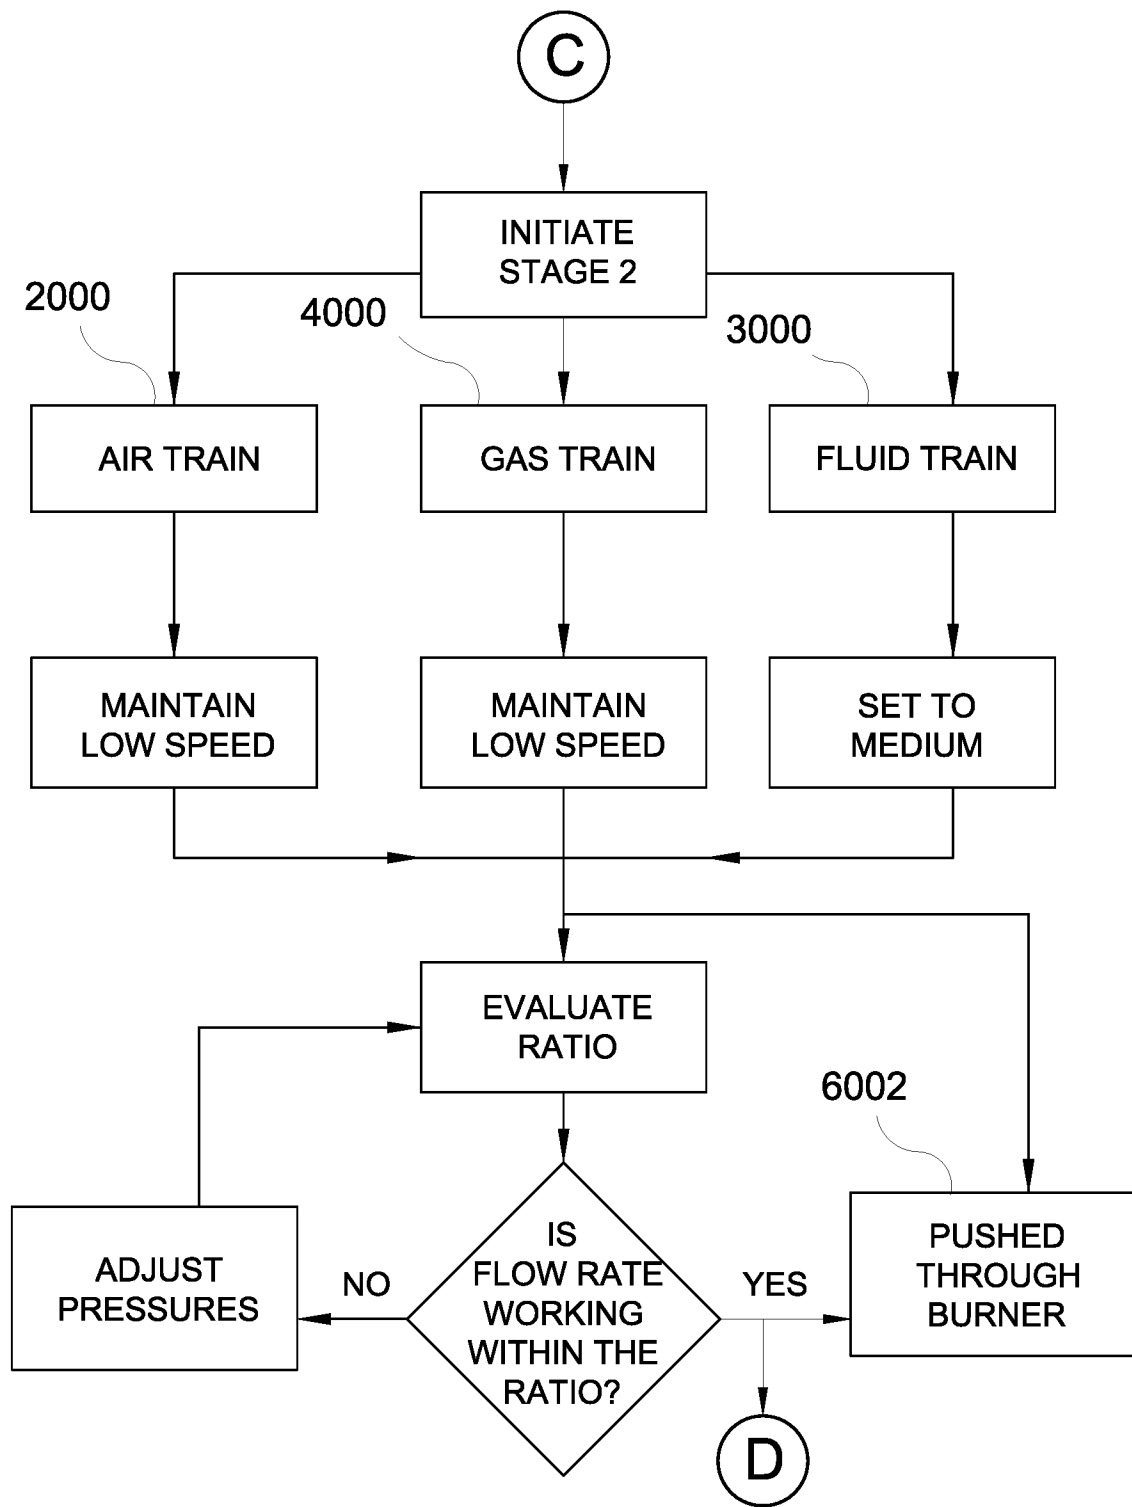 C
INITIATE
STAGE 2
2000
4000
3000
AIR TRAIN
GAS TRAIN
FLUID TRAIN
MAINTAIN
LOW SPEED
MAINTAIN
LOW SPEED
SET TO
MEDIUM
EVALUATE
RATIO
6002
ADJUST
PRESSURES
NO
IS
FLOW RATE
WORKING
WITHIN THE
RATIO?
YES
PUSHED
THROUGH
BURNER
D